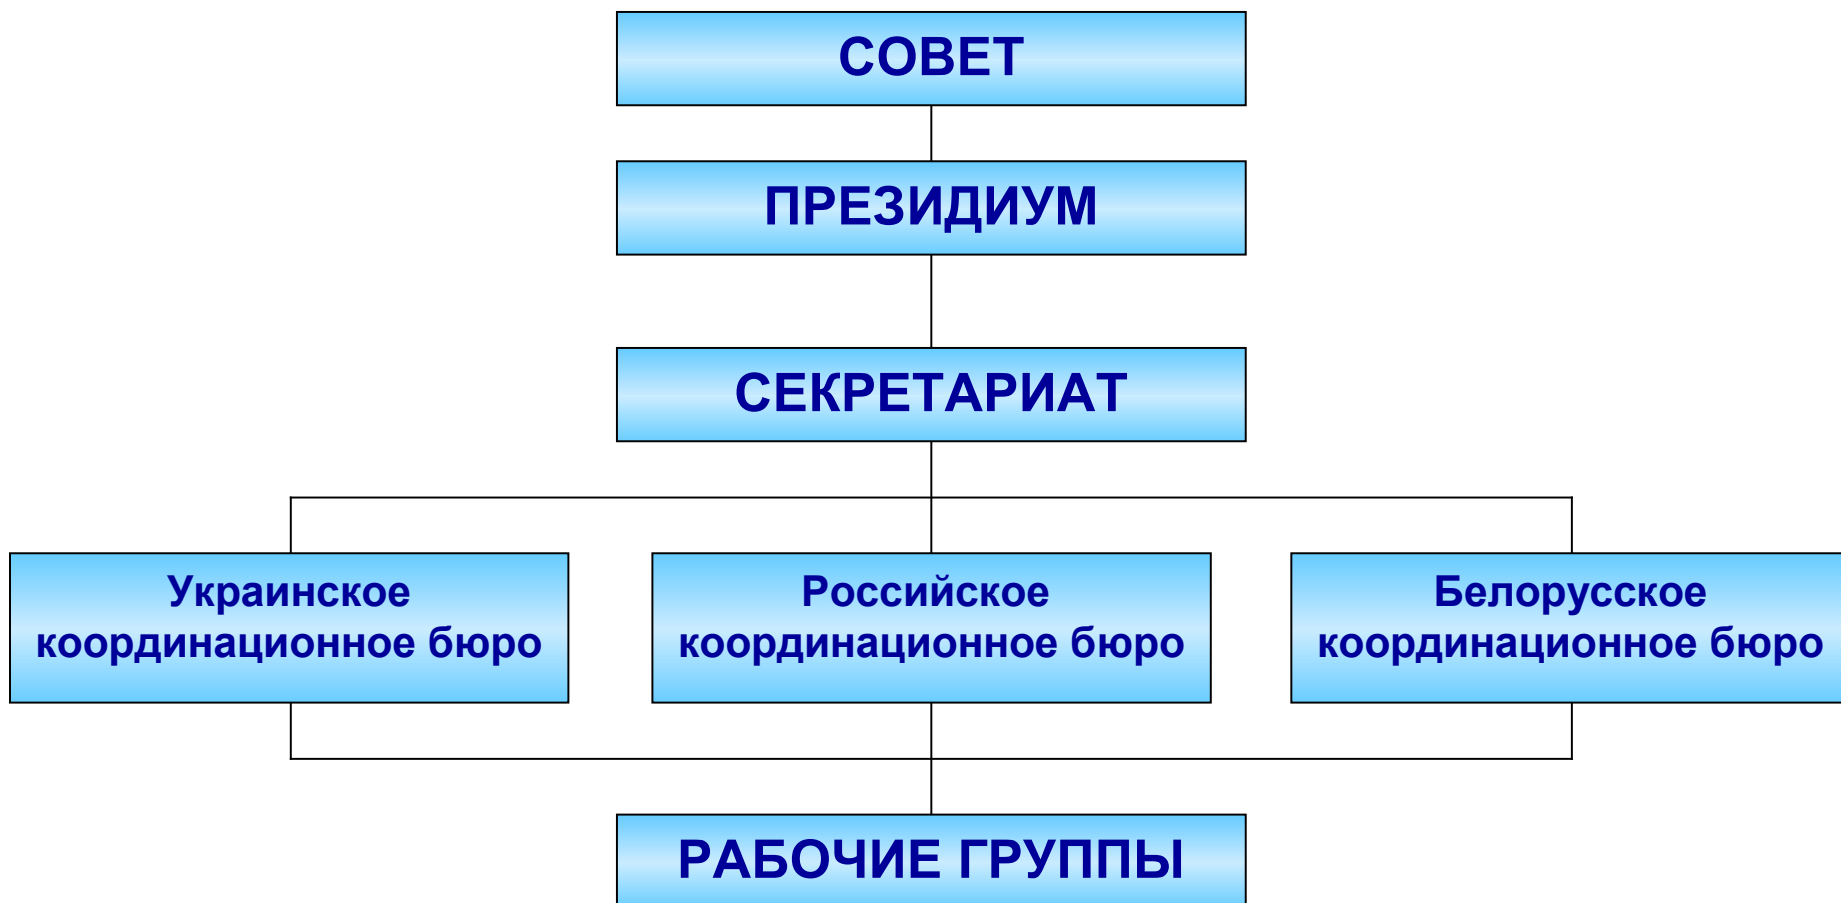 СОВЕТ
ПРЕЗИДИУМ
СЕКРЕТАРИАТ
Украинское
координационное бюро
Российское
координационное бюро
Белорусское
координационное бюро
РАБОЧИЕ ГРУППЫ